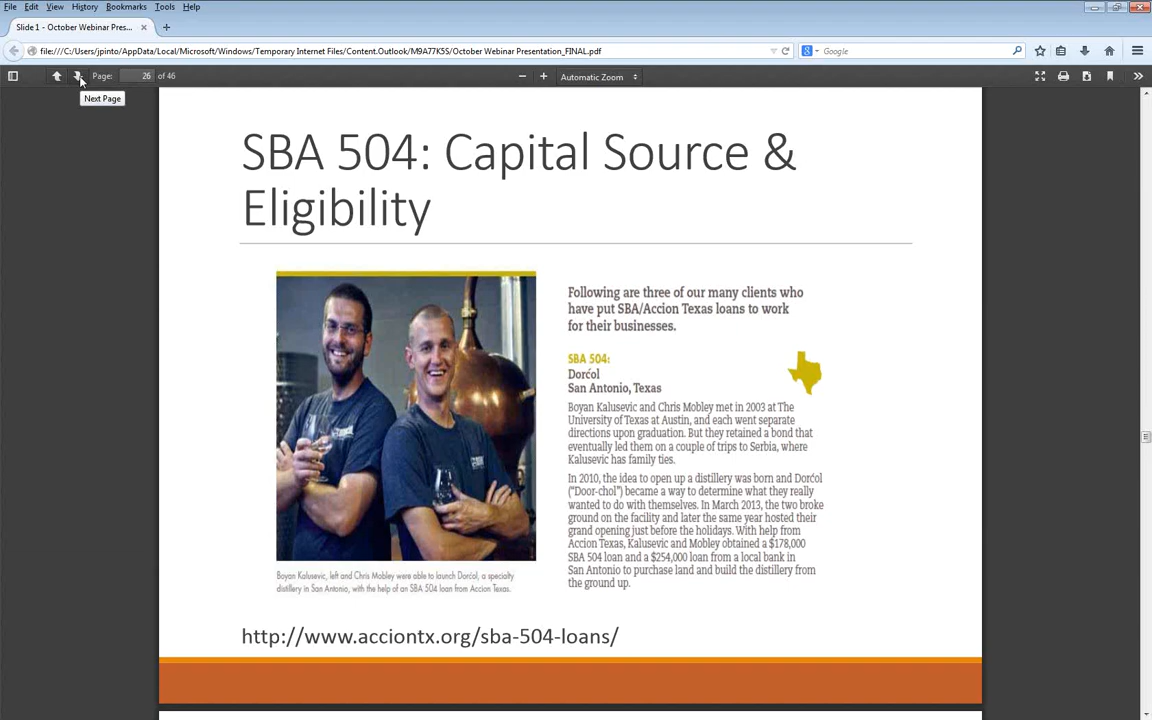 File Edit View History Bookmarks Tools Help
Slide 1 - October Webinar Pres...
file:///C:/Users/jpinto/AppData/Local/Microsoft/Windows/Temporary Internet Files/Content.Outlook/M9A77K5S/October Webinar Presentation_FINAL.pdf
Google
Page: 26 of 46
Automatic Zoom
Next Page
SBA 504: Capital Source &
Eligibility
Following are three of our many clients who
have put SBA/Accion Texas loans to work
for their businesses.
SBA 504:
Dorćol
San Antonio, Texas
Boyan Kalusevic and Chris Mobley met in 2003 at The
University of Texas at Austin, and each went separate
directions upon graduation. But they retained a bond that
eventually led them on a couple of trips to Serbia, where
Kalusevic has family ties.
In 2010, the idea to open up a distillery was born and Dorćol
("Door-chol") became a way to determine what they really
wanted to do with themselves. In March 2013, the two broke
ground on the facility and later the same year hosted their
grand opening just before the holidays. With help from
Accion Texas, Kalusevic and Mobley obtained a $178,000
SBA 504 loan and a $254,000 loan from a local bank in
San Antonio to purchase land and build the distillery from
the ground up.
Boyan Kalusevic, left and Chris Mobley were able to launch Dorćol, a specialty
distillery in San Antonio, with the help of an SBA 504 loan from Accion Texas.
http://www.acciontx.org/sba-504-loans/